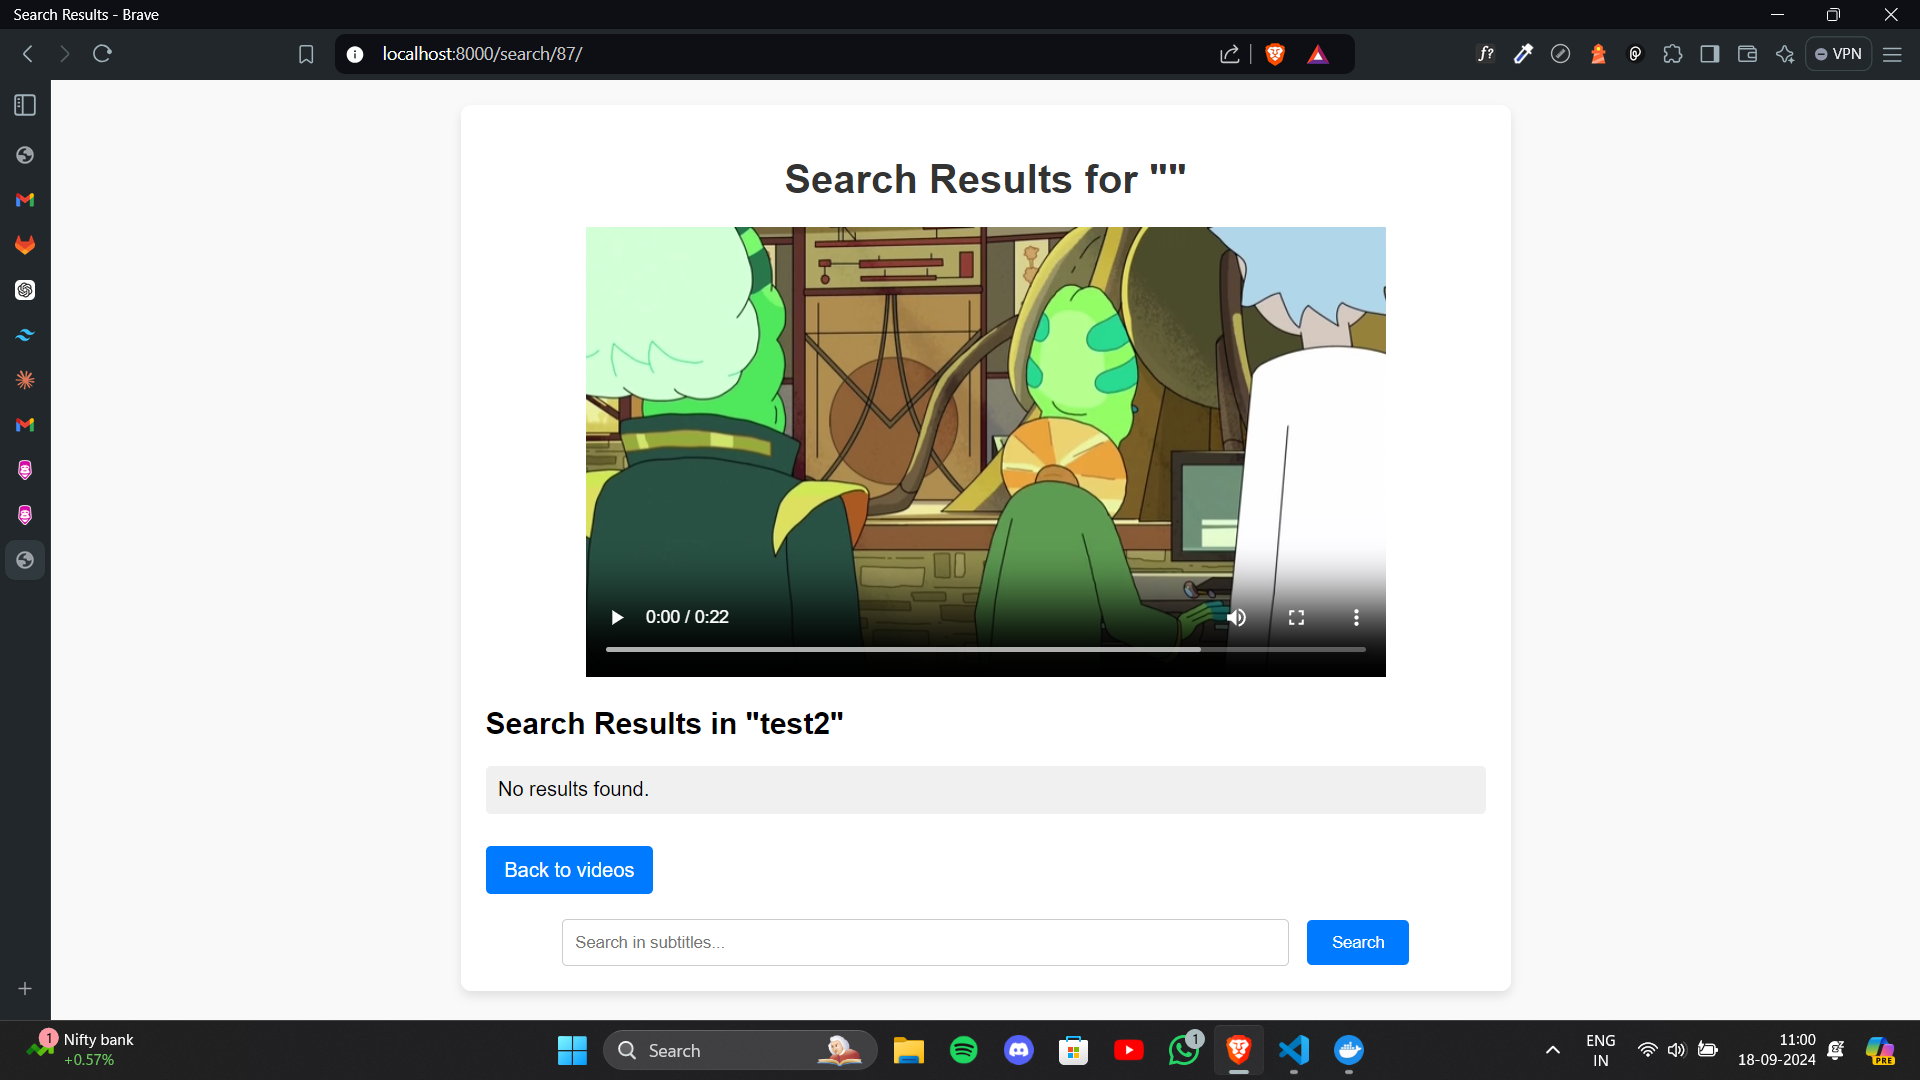 Search Results - Brave
localhost:8000/search/87/
f?
VPN
Search Results for ""
0:00 / 0:22
Search Results in "test2"
No results found.
Back to videos
Search in subtitles...
Search
1
Nifty bank
+0.57%
Search
1
ENG
IN
11:00
18-09-2024
PRE